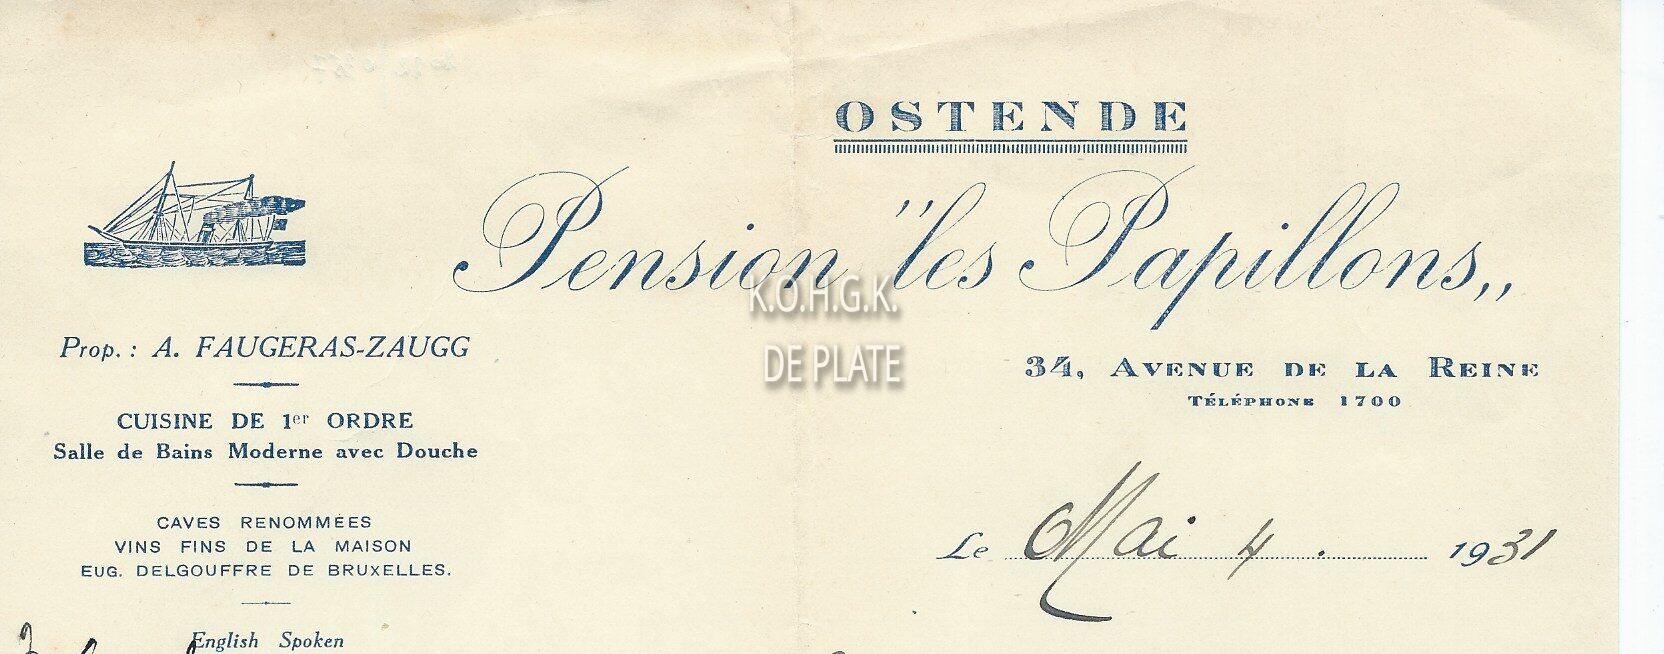 OSTENDE
Pension "les Papillons,,
34, AVENUE DE LA REINE
TÉLÉPHONE 1700
Le Mai 4. 1931
Prop. : A. FAUGERAS-ZAUGG
CUISINE DE 1er ORDRE
Salle de Bains Moderne avec Douche
CAVES RENOMMÉES
VINS FINS DE LA MAISON
EUG. DELGOUFFRE DE BRUXELLES.
English Spoken
K.O.H.G.K.
DE PLATE